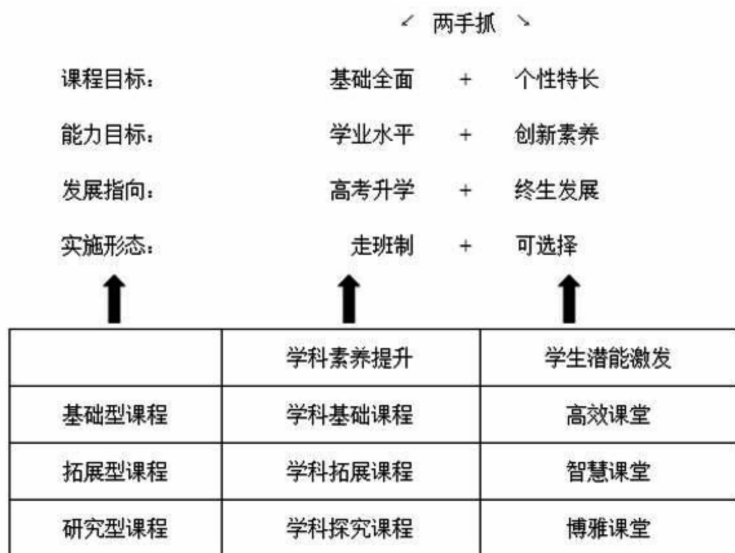 两手抓
课程目标： 基础全面 + 个性特长
能力目标： 学业水平 + 创新素养
发展指向： 高考升学 + 终生发展
实施形态： 走班制 + 可选择
学科素养提升 学生潜能激发
基础型课程 学科基础课程 高效课堂
拓展型课程 学科拓展课程 智慧课堂
研究型课程 学科探究课程 博雅课堂